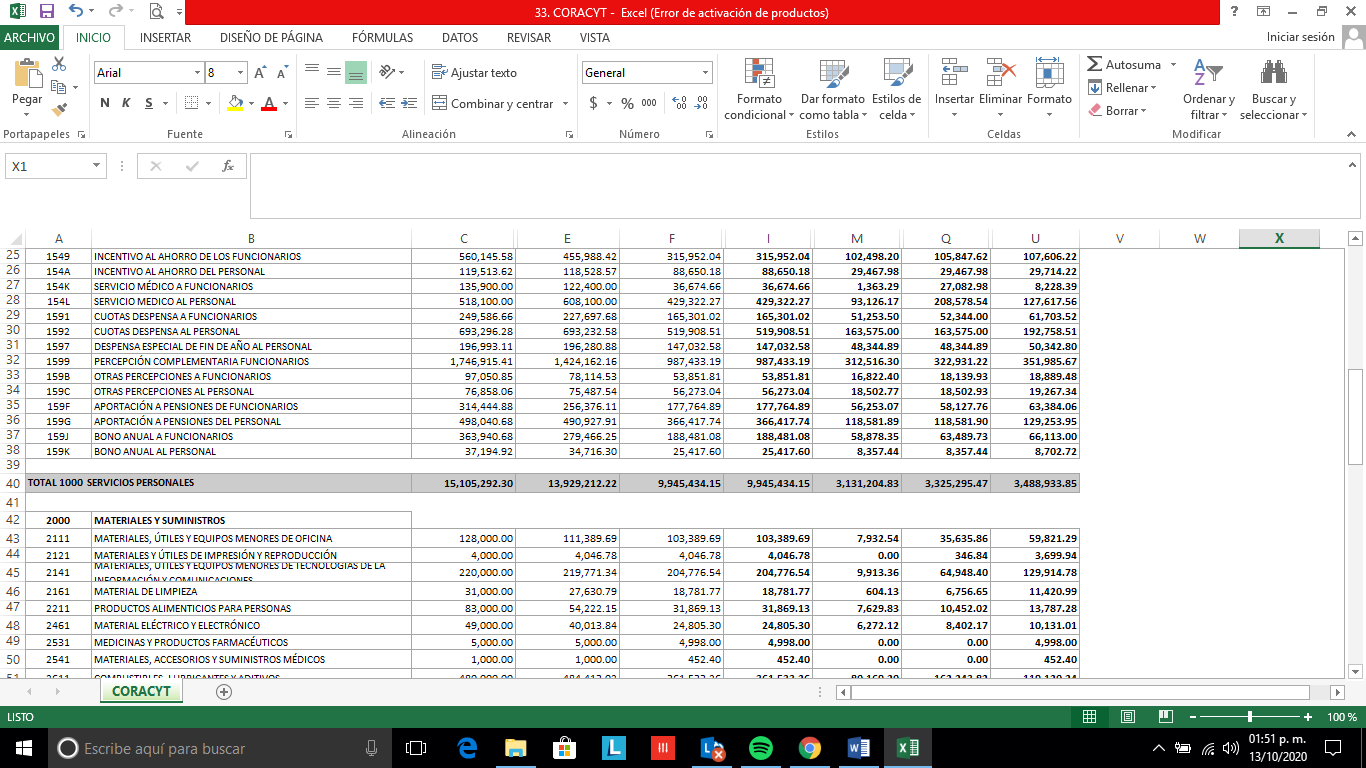 33. CORACYT - Excel (Error de activación de productos)
ARCHIVO INICIO INSERTAR DISEÑO DE PÁGINA FÓRMULAS DATOS REVISAR VISTA Iniciar sesión
Pegar
Arial 8
N K S
Ajustar texto
Combinar y centrar
General
$ % 000
Formato condicional
Dar formato como tabla
Estilos de celda
Insertar Eliminar Formato
Autosuma
Rellenar
Borrar
Ordenar y filtrar
Buscar y seleccionar
Portapapeles Fuente Alineación Número Estilos Celdas Modificar
X1
fx
A B C E F I M Q U V W X
25 1549 INCENTIVO AL AHORRO DE LOS FUNCIONARIOS 560,145.58 455,988.42 315,952.04 315,952.04 102,498.20 105,847.62 107,606.22
26 154A INCENTIVO AL AHORRO DEL PERSONAL 119,513.62 118,528.57 88,650.18 88,650.18 29,467.98 29,467.98 29,714.22
27 154K SERVICIO MÉDICO A FUNCIONARIOS 135,900.00 122,400.00 36,674.66 36,674.66 1,363.29 27,082.98 8,228.39
28 154L SERVICIO MEDICO AL PERSONAL 518,100.00 608,100.00 429,322.27 429,322.27 93,126.17 208,578.54 127,617.56
29 1591 CUOTAS DESPENSA A FUNCIONARIOS 249,586.66 227,697.68 165,301.02 165,301.02 51,253.50 52,344.00 61,703.52
30 1592 CUOTAS DESPENSA AL PERSONAL 693,296.28 693,232.58 519,908.51 519,908.51 163,575.00 163,575.00 192,758.51
31 1597 DESPENSA ESPECIAL DE FIN DE AÑO AL PERSONAL 196,993.11 196,280.88 147,032.58 147,032.58 48,344.89 48,344.89 50,342.80
32 1599 PERCEPCIÓN COMPLEMENTARIA FUNCIONARIOS 1,746,915.41 1,424,162.16 987,433.19 987,433.19 312,516.30 322,931.22 351,985.67
33 159B OTRAS PERCEPCIONES A FUNCIONARIOS 97,050.85 78,114.53 53,851.81 53,851.81 16,822.40 18,139.93 18,889.48
34 159C OTRAS PERCEPCIONES AL PERSONAL 76,858.06 75,487.54 56,273.04 56,273.04 18,502.77 18,502.93 19,267.34
35 159F APORTACIÓN A PENSIONES DE FUNCIONARIOS 314,444.88 256,376.11 177,764.89 177,764.89 56,253.07 58,127.76 63,384.06
36 159G APORTACIÓN A PENSIONES DEL PERSONAL 498,040.68 490,927.91 366,417.74 366,417.74 118,581.89 118,581.90 129,253.95
37 159J BONO ANUAL A FUNCIONARIOS 363,940.68 279,466.25 188,481.08 188,481.08 58,878.35 63,489.73 66,113.00
38 159K BONO ANUAL AL PERSONAL 37,194.92 34,716.30 25,417.60 25,417.60 8,357.44 8,357.44 8,702.72
39
40 TOTAL 1000 SERVICIOS PERSONALES 15,105,292.30 13,929,212.22 9,945,434.15 9,945,434.15 3,131,204.83 3,325,295.47 3,488,933.85
41
42 2000 MATERIALES Y SUMINISTROS
43 2111 MATERIALES, ÚTILES Y EQUIPOS MENORES DE OFICINA 128,000.00 111,389.69 103,389.69 103,389.69 7,932.54 35,635.86 59,821.29
44 2121 MATERIALES Y ÚTILES DE IMPRESIÓN Y REPRODUCCIÓN 4,000.00 4,046.78 4,046.78 4,046.78 0.00 346.84 3,699.94
45 2141 MATERIALES, ÚTILES Y EQUIPOS MENORES DE TECNOLOGÍAS DE LA INFORMACIÓN Y COMUNICACIONES 220,000.00 219,771.34 204,776.54 204,776.54 9,913.36 64,948.40 129,914.78
46 2161 MATERIAL DE LIMPIEZA 31,000.00 27,630.79 18,781.77 18,781.77 604.13 6,756.65 11,420.99
47 2211 PRODUCTOS ALIMENTICIOS PARA PERSONAS 83,000.00 54,222.15 31,869.13 31,869.13 7,629.83 10,452.02 13,787.28
48 2461 MATERIAL ELÉCTRICO Y ELECTRÓNICO 49,000.00 40,013.84 24,805.30 24,805.30 6,272.12 8,402.17 10,131.01
49 2531 MEDICINAS Y PRODUCTOS FARMACÉUTICOS 5,000.00 5,000.00 4,998.00 4,998.00 0.00 0.00 4,998.00
50 2541 MATERIALES, ACCESORIOS Y SUMINISTROS MÉDICOS 1,000.00 1,000.00 452.40 452.40 0.00 0.00 452.40
CORACYT
LISTO 100 %
Escribe aquí para buscar
01:51 p. m.
13/10/2020